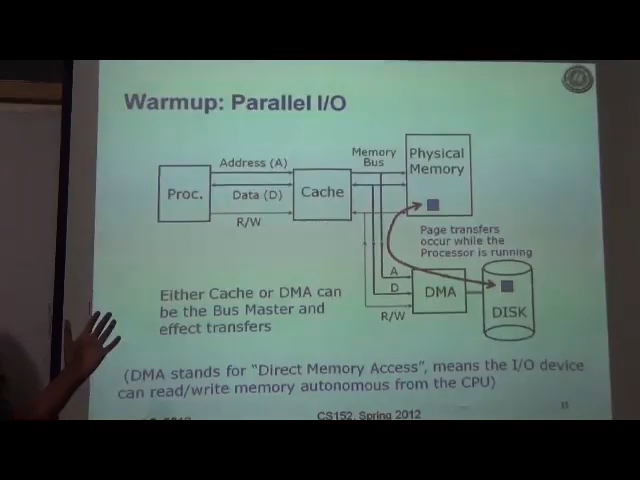 Warmup: Parallel I/O
Address (A)
Memory
Bus
Physical
Memory
Proc.
Data (D)
Cache
R/W
Page transfers
occur while the
Processor is running
Either Cache or DMA can
be the Bus Master and
effect transfers
A
D
R/W
DMA
DISK
(DMA stands for “Direct Memory Access”, means the I/O device
can read/write memory autonomous from the CPU)
CS152, Spring 2012